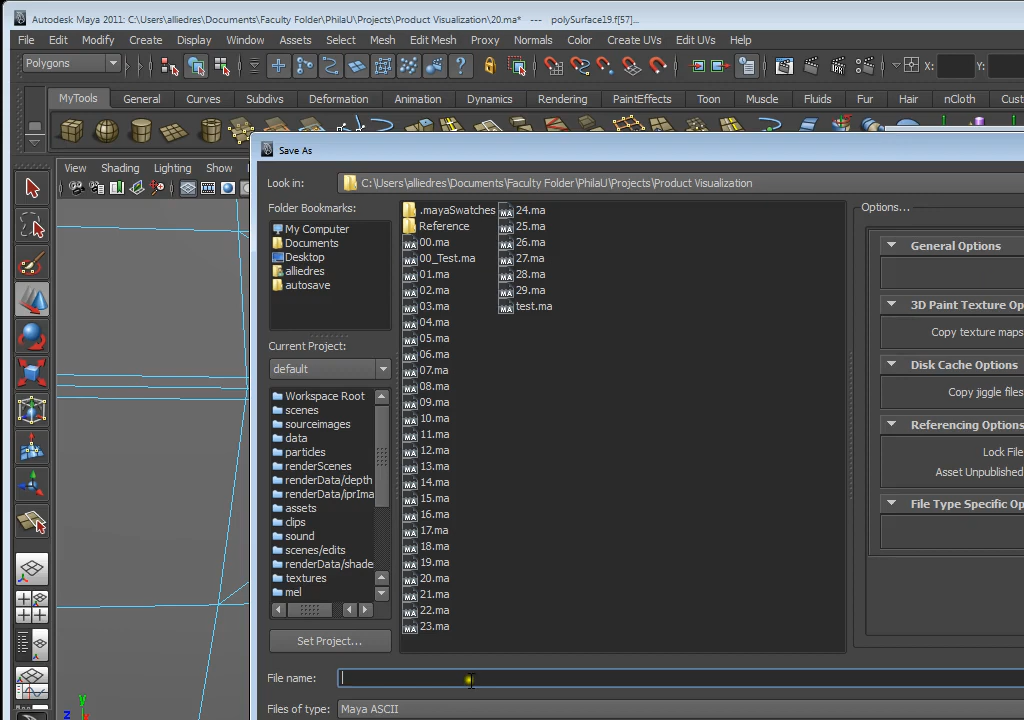 Autodesk Maya 2011: C:\Users\alliedres\Documents\Faculty Folder\PhilaU\Projects\Product Visualization\20.ma* --- polySurface19.f[57]...
File Edit Modify Create Display Window Assets Select Mesh Edit Mesh Proxy Normals Color Create UVs Edit UVs Help
Polygons X: Y:
MyTools General Curves Subdivs Deformation Animation Dynamics Rendering PaintEffects Toon Muscle Fluids Fur Hair nCloth Cust
View Shading Lighting Show
Save As
Look in: C:\Users\alliedres\Documents\Faculty Folder\PhilaU\Projects\Product Visualization
Folder Bookmarks:
My Computer
Documents
Desktop
alliedres
autosave
Current Project:
default
Workspace Root
scenes
sourceimages
data
particles
renderScenes
renderData/depth
renderData/iprIma
assets
clips
sound
scenes/edits
renderData/shade
textures
mel
Set Project...
.mayaSwatches
Reference
00.ma
00_Test.ma
01.ma
02.ma
03.ma
04.ma
05.ma
06.ma
07.ma
08.ma
09.ma
10.ma
11.ma
12.ma
13.ma
14.ma
15.ma
16.ma
17.ma
18.ma
19.ma
20.ma
21.ma
22.ma
23.ma
24.ma
25.ma
26.ma
27.ma
28.ma
29.ma
test.ma
Options...
General Options
3D Paint Texture Op
Copy texture maps
Disk Cache Options
Copy jiggle files
Referencing Options
Lock File
Asset Unpublished
File Type Specific Op
File name:
Files of type: Maya ASCII
y
z